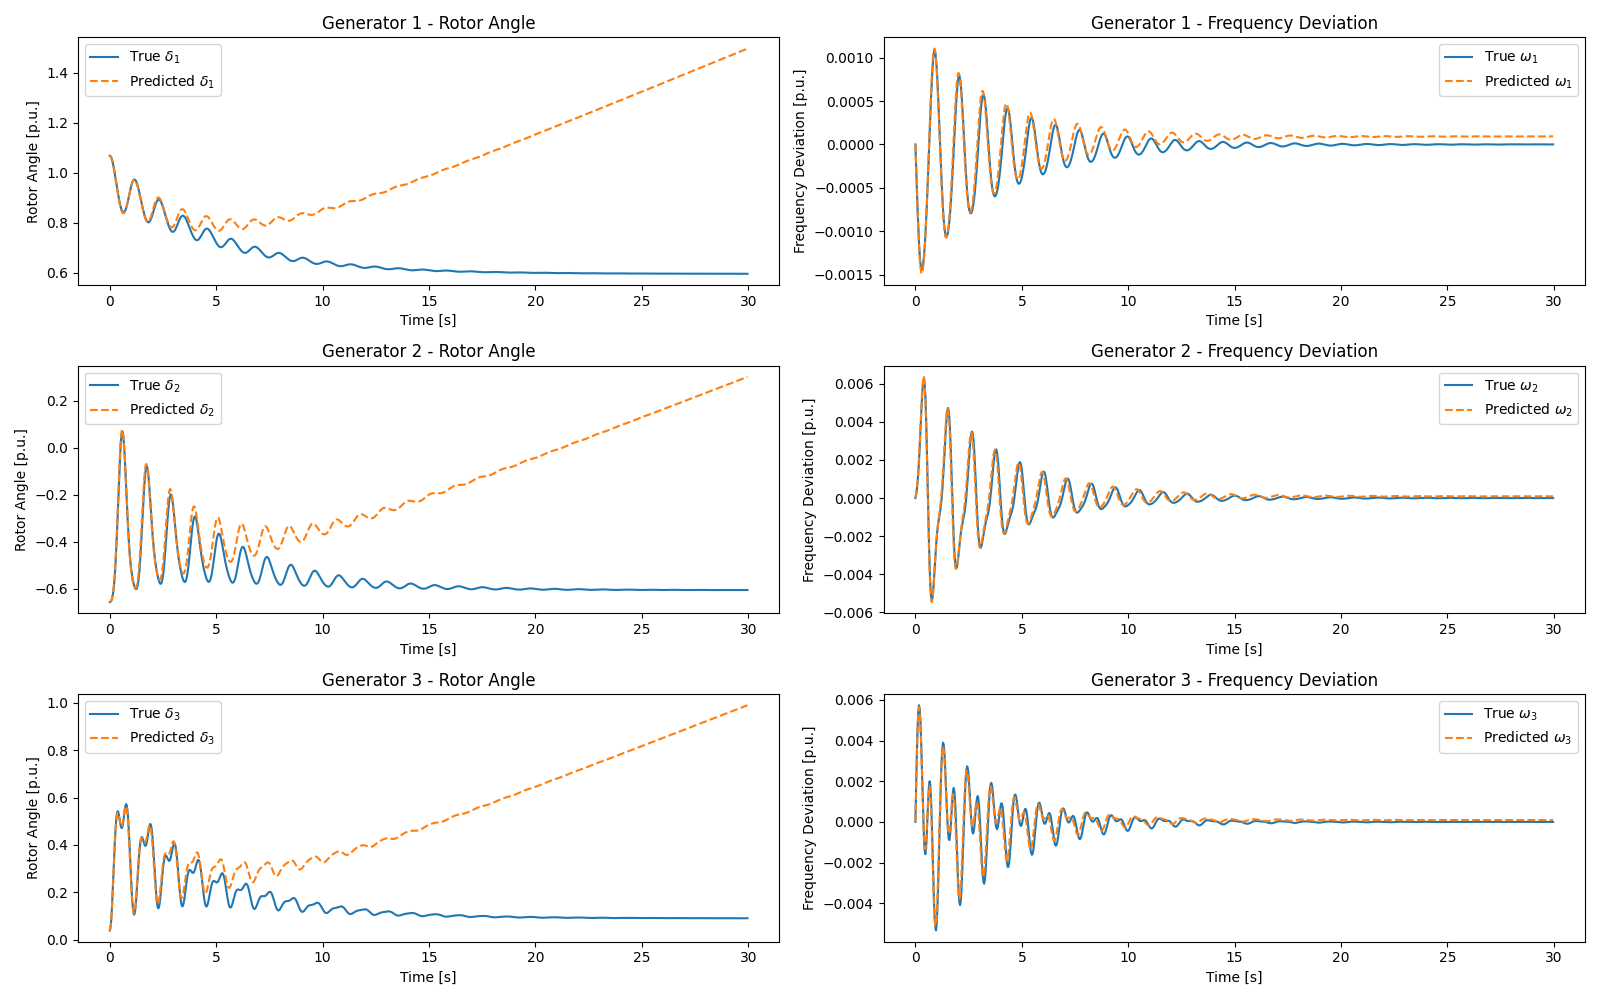 Generator 1 - Rotor Angle
True δ1
Predicted δ1
Rotor Angle [p.u.]
1.4
1.2
1.0
0.8
0.6
0 5 10 15 20 25 30
Time [s]
Generator 1 - Frequency Deviation
True ω1
Predicted ω1
Frequency Deviation [p.u.]
0.0010
0.0005
0.0000
−0.0005
−0.0010
−0.0015
0 5 10 15 20 25 30
Time [s]
Generator 2 - Rotor Angle
True δ2
Predicted δ2
Rotor Angle [p.u.]
0.2
0.0
−0.2
−0.4
−0.6
0 5 10 15 20 25 30
Time [s]
Generator 2 - Frequency Deviation
True ω2
Predicted ω2
Frequency Deviation [p.u.]
0.006
0.004
0.002
0.000
−0.002
−0.004
−0.006
0 5 10 15 20 25 30
Time [s]
Generator 3 - Rotor Angle
True δ3
Predicted δ3
Rotor Angle [p.u.]
1.0
0.8
0.6
0.4
0.2
0.0
0 5 10 15 20 25 30
Time [s]
Generator 3 - Frequency Deviation
True ω3
Predicted ω3
Frequency Deviation [p.u.]
0.006
0.004
0.002
0.000
−0.002
−0.004
0 5 10 15 20 25 30
Time [s]